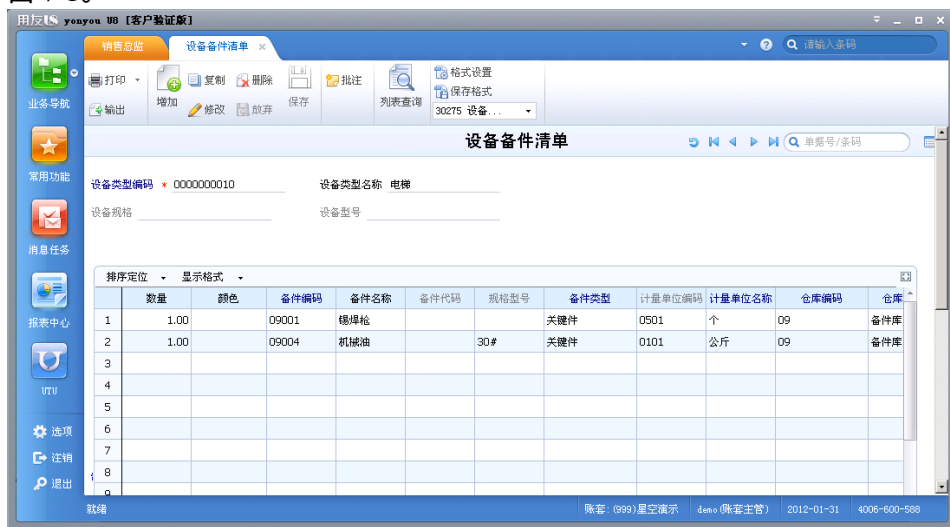 用友U8 yonyou U8 [客户验证版]
销售总监 设备备件清单 × 请输入条码
业务导航
打印 增加 复制 删除 保存 批注 列表查询 格式设置
保存格式
输出 修改 放弃 30275 设备...
常用功能
设备备件清单 单据号/条码
设备类型编码 * 0000000010 设备类型名称 电梯
设备规格 设备型号
消息任务
排序定位 显示格式
数量 颜色 备件编码 备件名称 备件代码 规格型号 备件类型 计量单位编码 计量单位名称 仓库编码 仓库
1 1.00 09001 锡焊枪 关键件 0501 个 09 备件库
2 1.00 09004 机械油 30# 关键件 0101 公斤 09 备件库
3
4
5
6
7
8
9
报表中心
UTU
选项
注销
退出
就绪 账套: (999)星空演示 demo(账套主管) 2012-01-31 4006-600-588